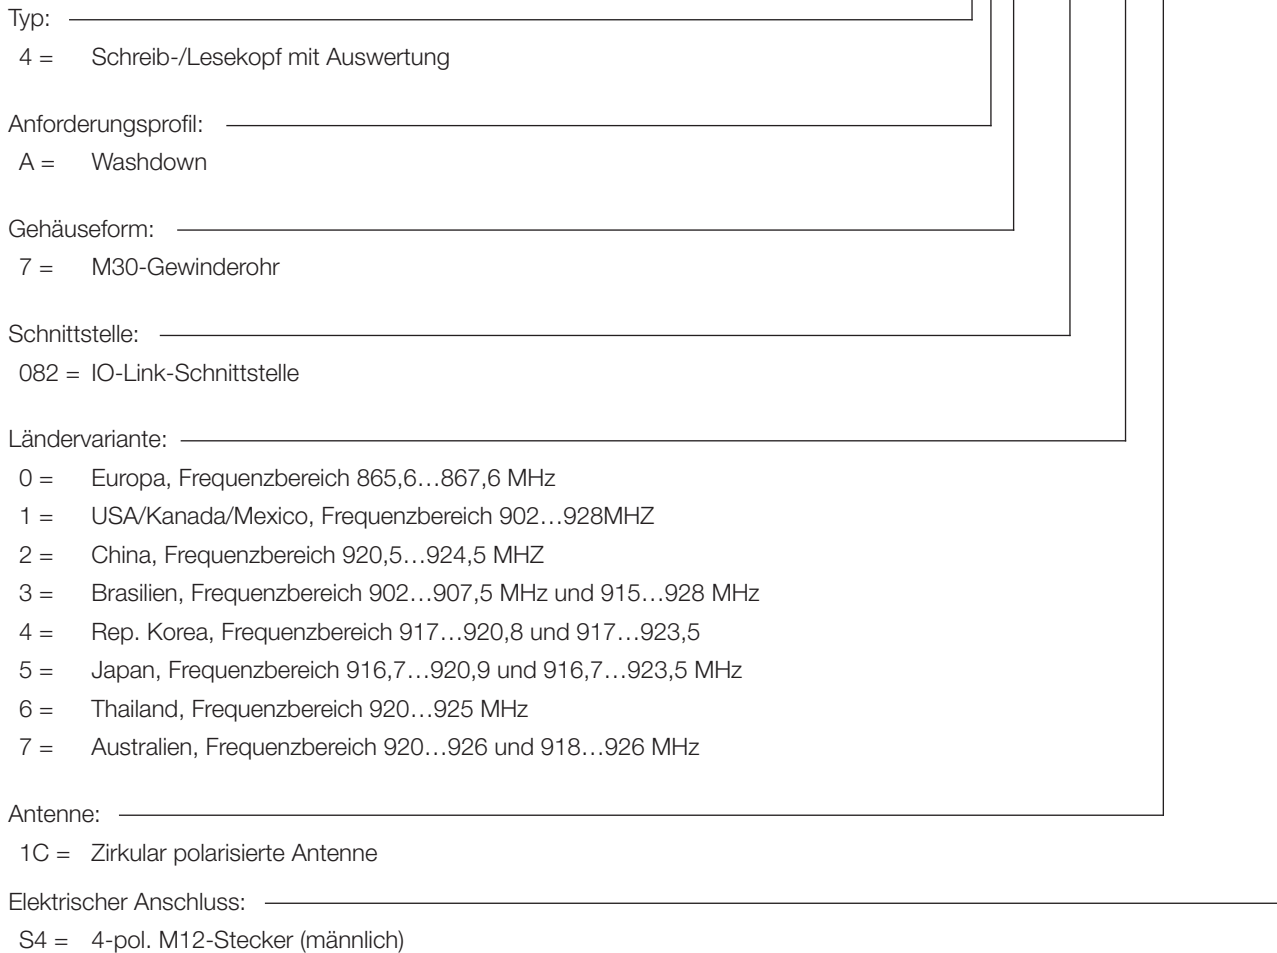 Typ:
4 = Schreib-/Lesekopf mit Auswertung
Anforderungsprofil:
A = Washdown
Gehäuseform:
7 = M30-Gewinderohr
Schnittstelle:
082 = IO-Link-Schnittstelle
Ländervariante:
0 = Europa, Frequenzbereich 865,6…867,6 MHz
1 = USA/Kanada/Mexico, Frequenzbereich 902…928MHZ
2 = China, Frequenzbereich 920,5…924,5 MHZ
3 = Brasilien, Frequenzbereich 902…907,5 MHz und 915…928 MHz
4 = Rep. Korea, Frequenzbereich 917…920,8 und 917…923,5
5 = Japan, Frequenzbereich 916,7…920,9 und 916,7…923,5 MHz
6 = Thailand, Frequenzbereich 920…925 MHz
7 = Australien, Frequenzbereich 920…926 und 918…926 MHz
Antenne:
1C = Zirkular polarisierte Antenne
Elektrischer Anschluss:
S4 = 4-pol. M12-Stecker (männlich)